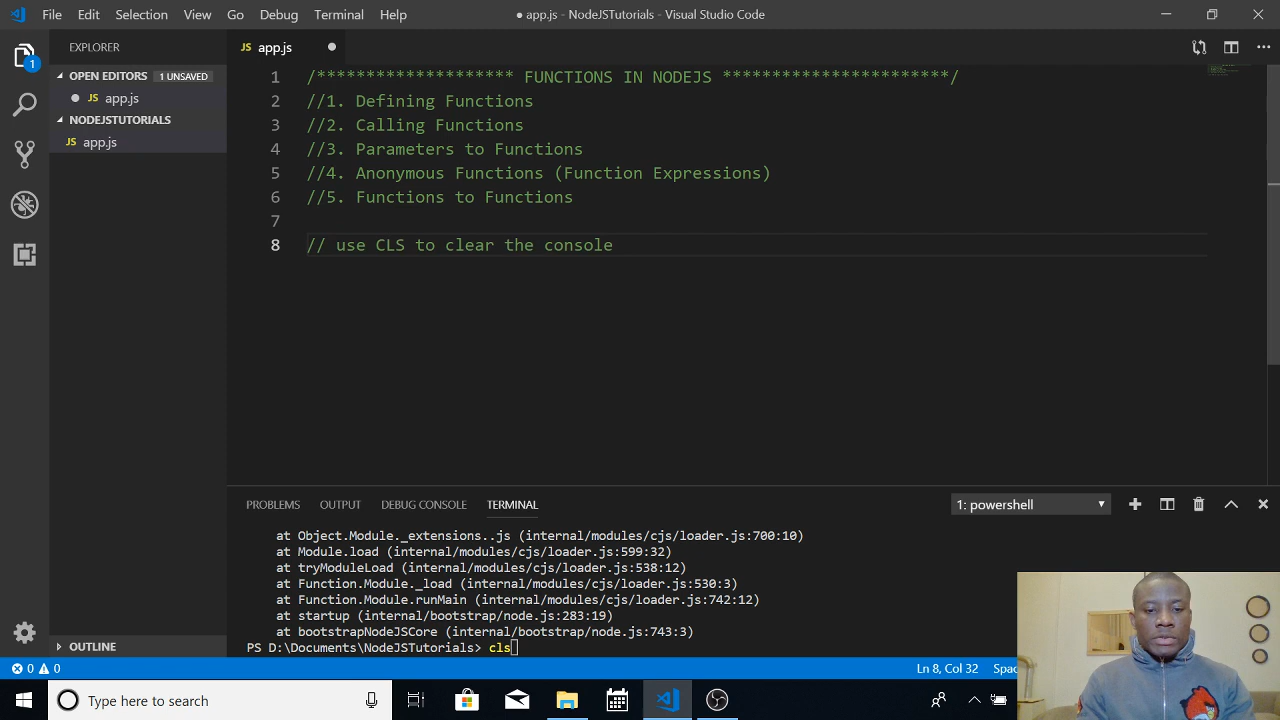 File Edit Selection View Go Debug Terminal Help
● app.js - NodeJSTutorials - Visual Studio Code
EXPLORER
1
OPEN EDITORS 1 UNSAVED
● JS app.js
NODEJSTUTORIALS
JS app.js
OUTLINE
JS app.js ●
1 /******************** FUNCTIONS IN NODEJS ***********************/
2 //1. Defining Functions
3 //2. Calling Functions
4 //3. Parameters to Functions
5 //4. Anonymous Functions (Function Expressions)
6 //5. Functions to Functions
7
8 // use CLS to clear the console
PROBLEMS OUTPUT DEBUG CONSOLE TERMINAL
1: powershell
at Object.Module._extensions..js (internal/modules/cjs/loader.js:700:10)
at Module.load (internal/modules/cjs/loader.js:599:32)
at tryModuleLoad (internal/modules/cjs/loader.js:538:12)
at Function.Module._load (internal/modules/cjs/loader.js:530:3)
at Function.Module.runMain (internal/modules/cjs/loader.js:742:12)
at startup (internal/bootstrap/node.js:283:19)
at bootstrapNodeJSCore (internal/bootstrap/node.js:743:3)
PS D:\Documents\NodeJSTutorials> cls
0 0
Ln 8, Col 32
Type here to search